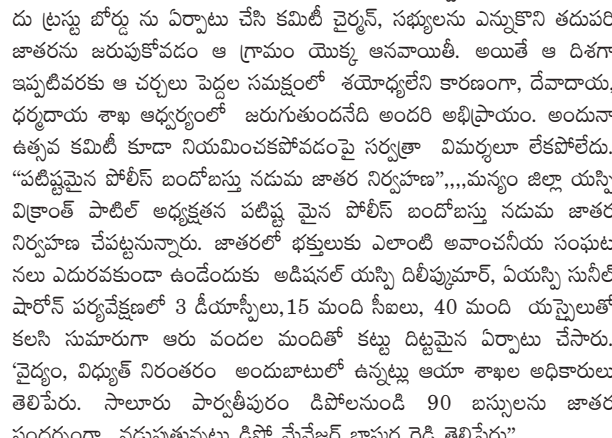 దు ట్రస్టు బోర్డు ను ఏర్పాటు చేసి కమిటీ చైర్మన్, సభ్యులను ఎన్నుకొని తదుపరి
జాతరను జరుపుకోవడం ఆ గ్రామం యొక్క ఆనవాయితీ. అయితే ఆ దిశగా
ఇప్పటివరకు ఆ చర్చలు పెద్దల సమక్షంలో శయోధ్యలేని కారణంగా, దేవాదాయ,
ధర్మదాయ శాఖ ఆధ్వర్యంలో జరుగుతుందనేది అందరి అభిప్రాయం. అందునా
ఉత్సవ కమిటీ కూడా నియమించకపోవడంపై సర్వత్రా విమర్శలూ లేకపోలేదు.
“పటిష్టమైన పోలీస్ బందోబస్తు నడుమ జాతర నిర్వహణ”,,,,మన్యం జిల్లా యస్పి
విక్రాంత్ పాటిల్ అధ్యక్షతన పటిష్ట మైన పోలీస్ బందోబస్తు నడుమ జాతర
నిర్వహణ చేపట్టనున్నారు. జాతరలో భక్తులుకు ఎలాంటి అవాంచనీయ సంఘట
నలు ఎదురవకుండా ఉండేందుకు అడిషనల్ యస్పి దిలీప్కుమార్, ఏయస్పి సునీల్
షారోన్ పర్యవేక్షణలో 3 డీయాస్పీలు,15 మంది సీఐలు, 40 మంది యస్సైలుతో
కలసి సుమారుగా ఆరు వందల మందితో కట్టు దిట్టమైన ఏర్పాటు చేసారు.
‘వైద్యం, విధ్యుత్ నిరంతరం అందుబాటులో ఉన్నట్లు ఆయా శాఖల అధికారులు
తెలిపేరు. సాలూరు పార్వతీపురం డిపోలనుండి 90 బస్సులను జాతర
సందర్భంగా నడుపుతున్నట్లు డిపో మేనేజర్ తెలిపేరు”